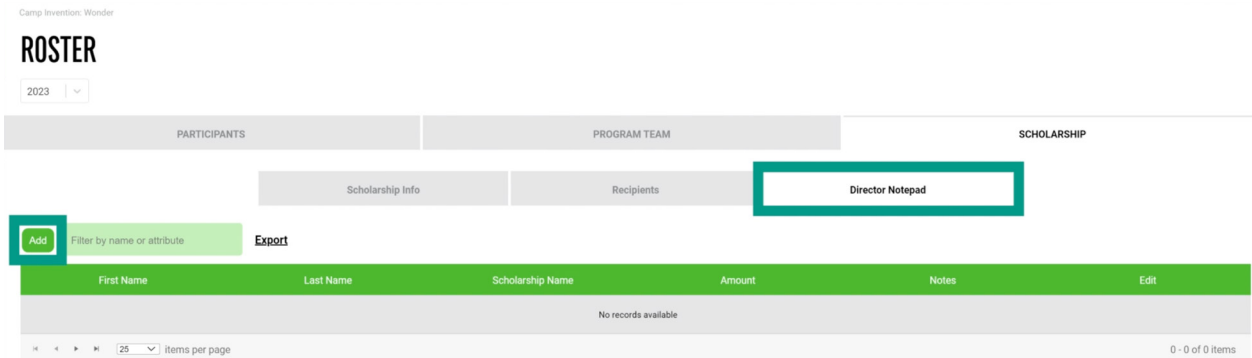 Camp Invention: Wonder
ROSTER
2023
PARTICIPANTS PROGRAM TEAM SCHOLARSHIP
Scholarship Info Recipients Director Notepad
Add Filter by name or attribute Export
First Name Last Name Scholarship Name Amount Notes Edit
No records available
25 items per page 0 - 0 of 0 items